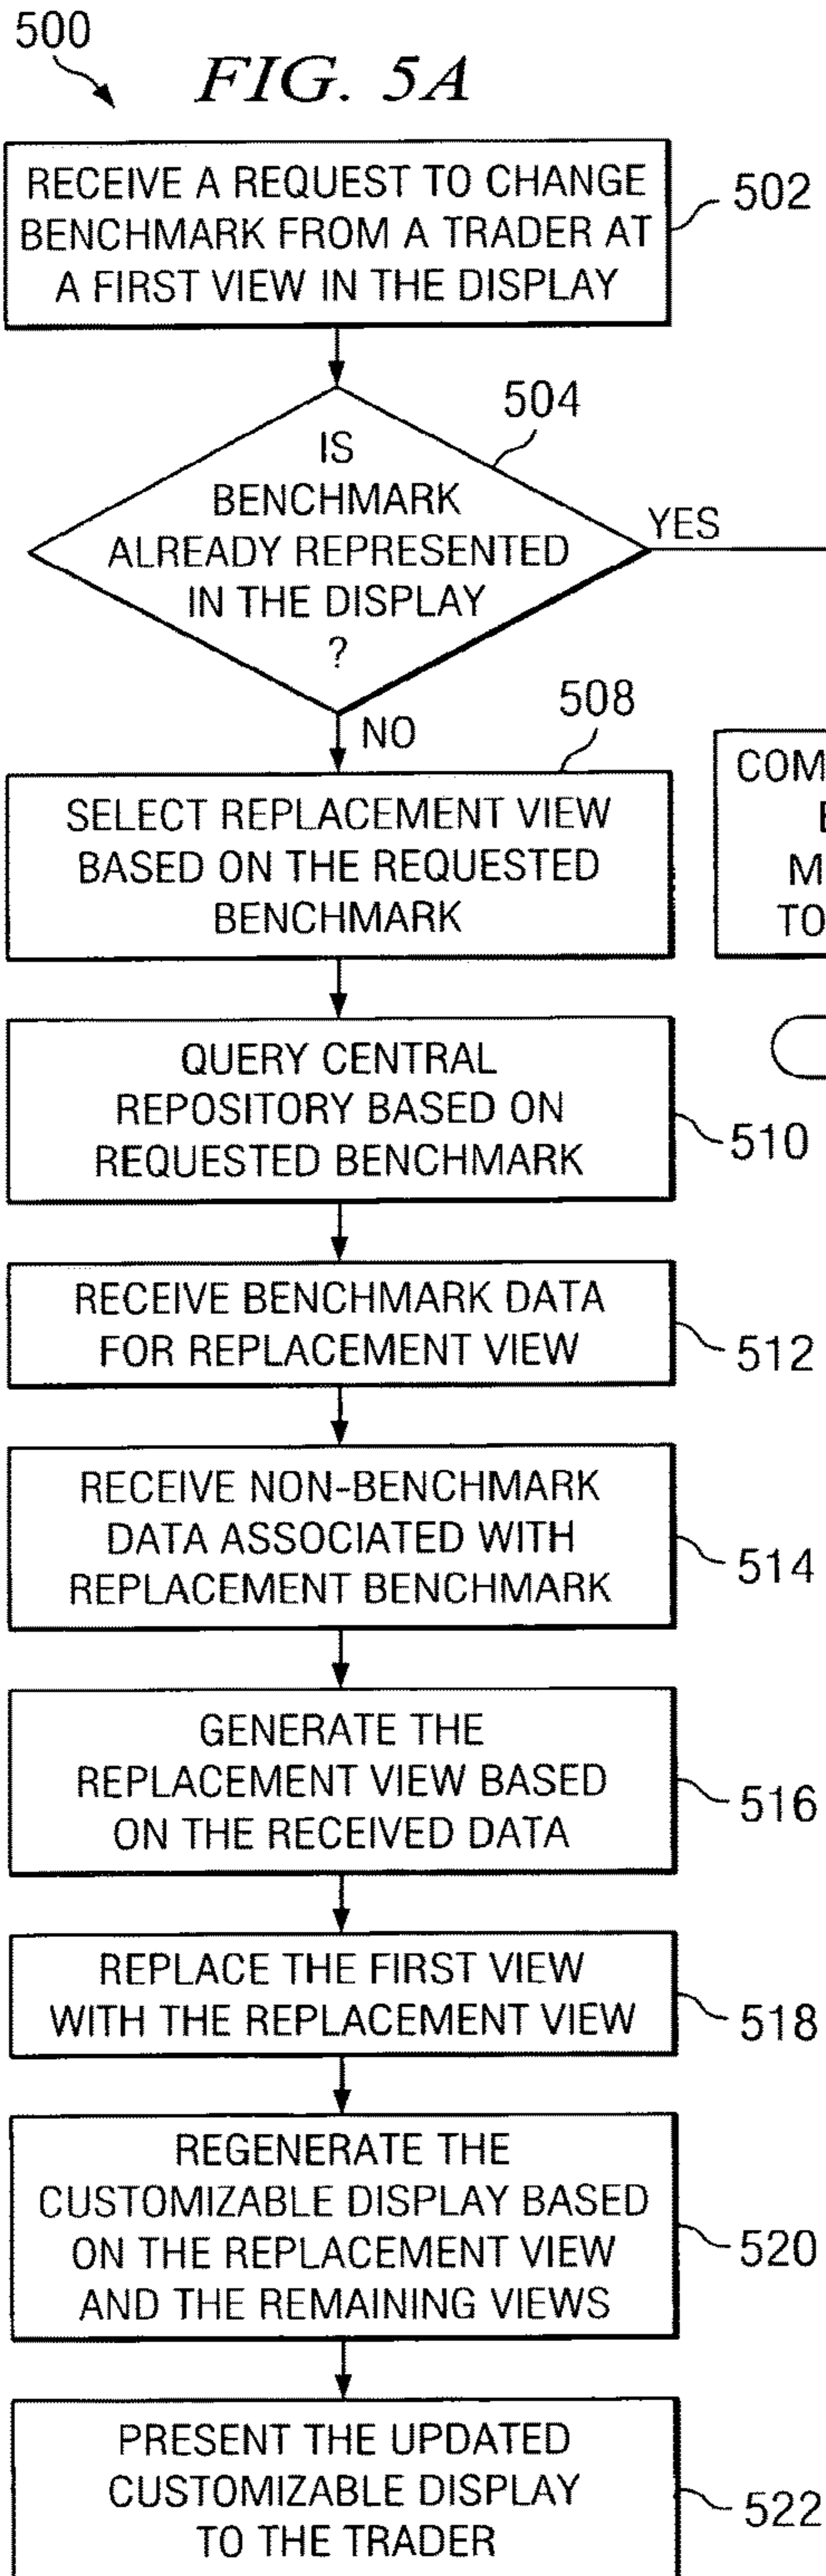 500
FIG. 5A
RECEIVE A REQUEST TO CHANGE
BENCHMARK FROM A TRADER AT
A FIRST VIEW IN THE DISPLAY
502
504
IS
BENCHMARK
ALREADY REPRESENTED
IN THE DISPLAY
?
YES
NO
508
SELECT REPLACEMENT VIEW
BASED ON THE REQUESTED
BENCHMARK
COM
M
TO
QUERY CENTRAL
REPOSITORY BASED ON
REQUESTED BENCHMARK
510
RECEIVE BENCHMARK DATA
FOR REPLACEMENT VIEW
512
RECEIVE NON-BENCHMARK
DATA ASSOCIATED WITH
REPLACEMENT BENCHMARK
514
GENERATE THE
REPLACEMENT VIEW BASED
ON THE RECEIVED DATA
516
REPLACE THE FIRST VIEW
WITH THE REPLACEMENT VIEW
518
REGENERATE THE
CUSTOMIZABLE DISPLAY BASED
ON THE REPLACEMENT VIEW
AND THE REMAINING VIEWS
520
PRESENT THE UPDATED
CUSTOMIZABLE DISPLAY
TO THE TRADER
522